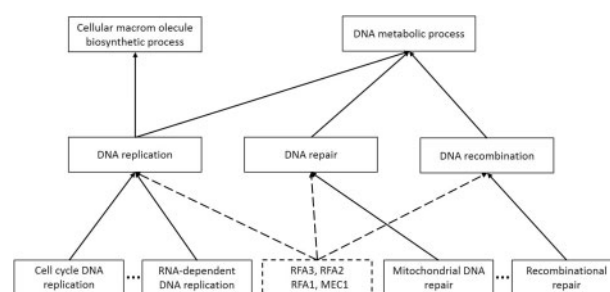 Cellular macrom olecule
biosynthetic process
DNA metabolic process
DNA replication
DNA repair
DNA recombination
Cell cycle DNA
replication
...
RNA-dependent
DNA replication
RFA3, RFA2
RFA1, MEC1
Mitochondrial DNA
repair
...
Recombinational
repair